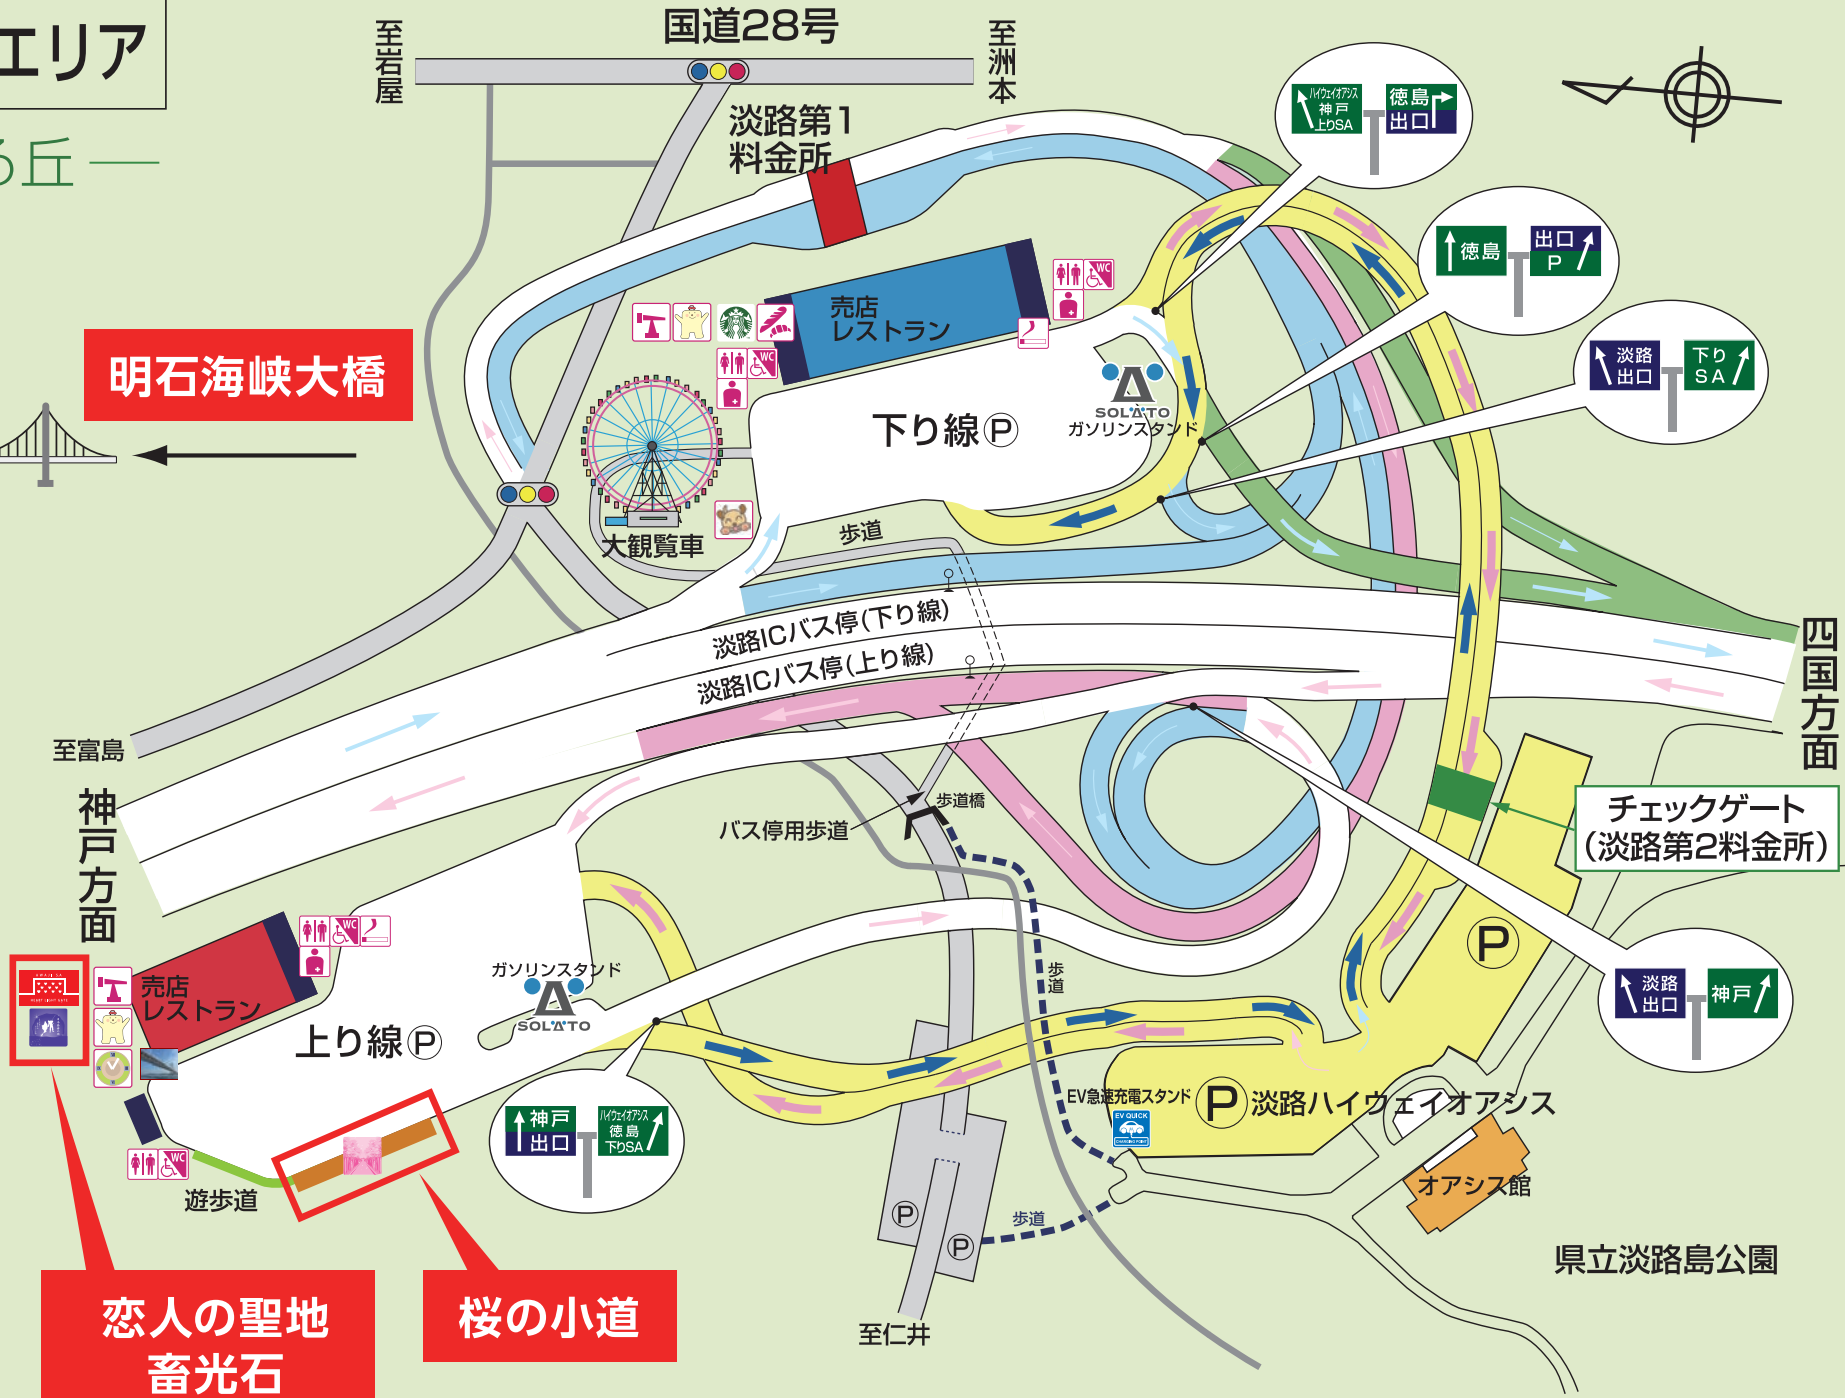 エリア
る丘
国道28号
至岩屋
至洲本
淡路第1
料金所
ハイウェイオアシス
神戸
上りSA
徳島
出口
徳島
出口
P
淡路
出口
下り
SA
明石海峡大橋
売店
レストラン
WC
WC
下り線Ⓟ
SOLATO
ガソリンスタンド
大観覧車
歩道
淡路ICバス停(下り線)
淡路ICバス停(上り線)
四国方面
至富島
神戸方面
歩道橋
バス停用歩道
チェックゲート
(淡路第2料金所)
P
淡路
出口
神戸
WC
売店
レストラン
上り線Ⓟ
ガソリンスタンド
SOLATO
歩道
EV急速充電スタンド
EV QUICK
CHARGING POINT
Ⓟ淡路ハイウェイオアシス
神戸
出口
ハイウェイオアシス
徳島
下りSA
WC
遊歩道
オアシス館
P
P
歩道
県立淡路島公園
至仁井
恋人の聖地
畜光石
桜の小道